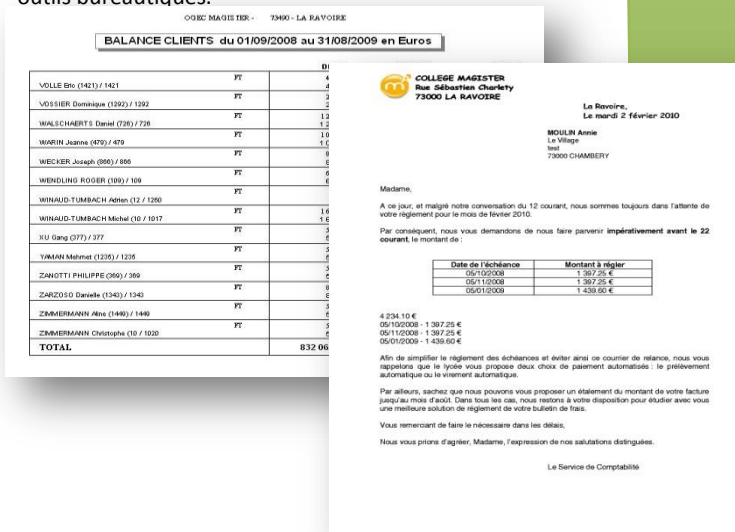 outils bureautiques.
OGEC MAGISTER - 73490 - LA RAVOIRE
BALANCE CLIENTS du 01/09/2008 au 31/08/2009 en Euros
FT
VOLLE Eric (1421) / 1421
FT
VOSSIER Dominique (1292) / 1292
FT
WALSCHAERTS Daniel (726) / 726
FT
WARIN Jeanne (479) / 479
FT
WECKER Joseph (866) / 866
FT
WENDLING ROGER (109) / 109
FT
WINAUD-TUMBACH Adrien (12 / 1260
FT
WINAUD-TUMBACH Michel (10 / 1017
FT
XU Gang (377) / 377
FT
YAMAN Mehmet (1236) / 1236
FT
ZANOTTI PHILIPPE (369) / 369
FT
ZARZOSO Danielle (1343) / 1343
FT
ZIMMERMANN Aline (1449) / 1449
FT
ZIMMERMANN Christophe (10 / 1020
TOTAL 832 06
COLLEGE MAGISTER
Rue Sébastien Charlety
73000 LA RAVOIRE
La Ravoire,
Le mardi 2 février 2010
MOULIN Annie
Le Village
test
73000 CHAMBERY
Madame,
A ce jour, et malgré notre conversation du 12 courant, nous sommes toujours dans l'attente de
votre règlement pour le mois de février 2010.
Par conséquent, nous vous demandons de nous faire parvenir impérativement avant le 22
courant, le montant de :
Date de l'échéance Montant à régler
05/10/2008 1 397.25 €
05/11/2008 1 397.25 €
05/01/2009 1 439.60 €
4 234.10 €
05/10/2008 - 1 397.25 €
05/11/2008 - 1 397.25 €
05/01/2009 - 1 439.60 €
Afin de simplifier le règlement des échéances et éviter ainsi ce courrier de relance, nous vous
rappelons que le lycée vous propose deux choix de paiement automatisés : le prélèvement
automatique ou le virement automatique.
Par ailleurs, sachez que nous pouvons vous proposer un étalement du montant de votre facture
jusqu'au mois d'août. Dans tous les cas, nous restons à votre disposition pour étudier avec vous
une meilleure solution de règlement de votre bulletin de frais.
Vous remerciant de faire le nécessaire dans les délais,
Nous vous prions d'agréer, Madame, l'expression de nos salutations distinguées.
Le Service de Comptabilité